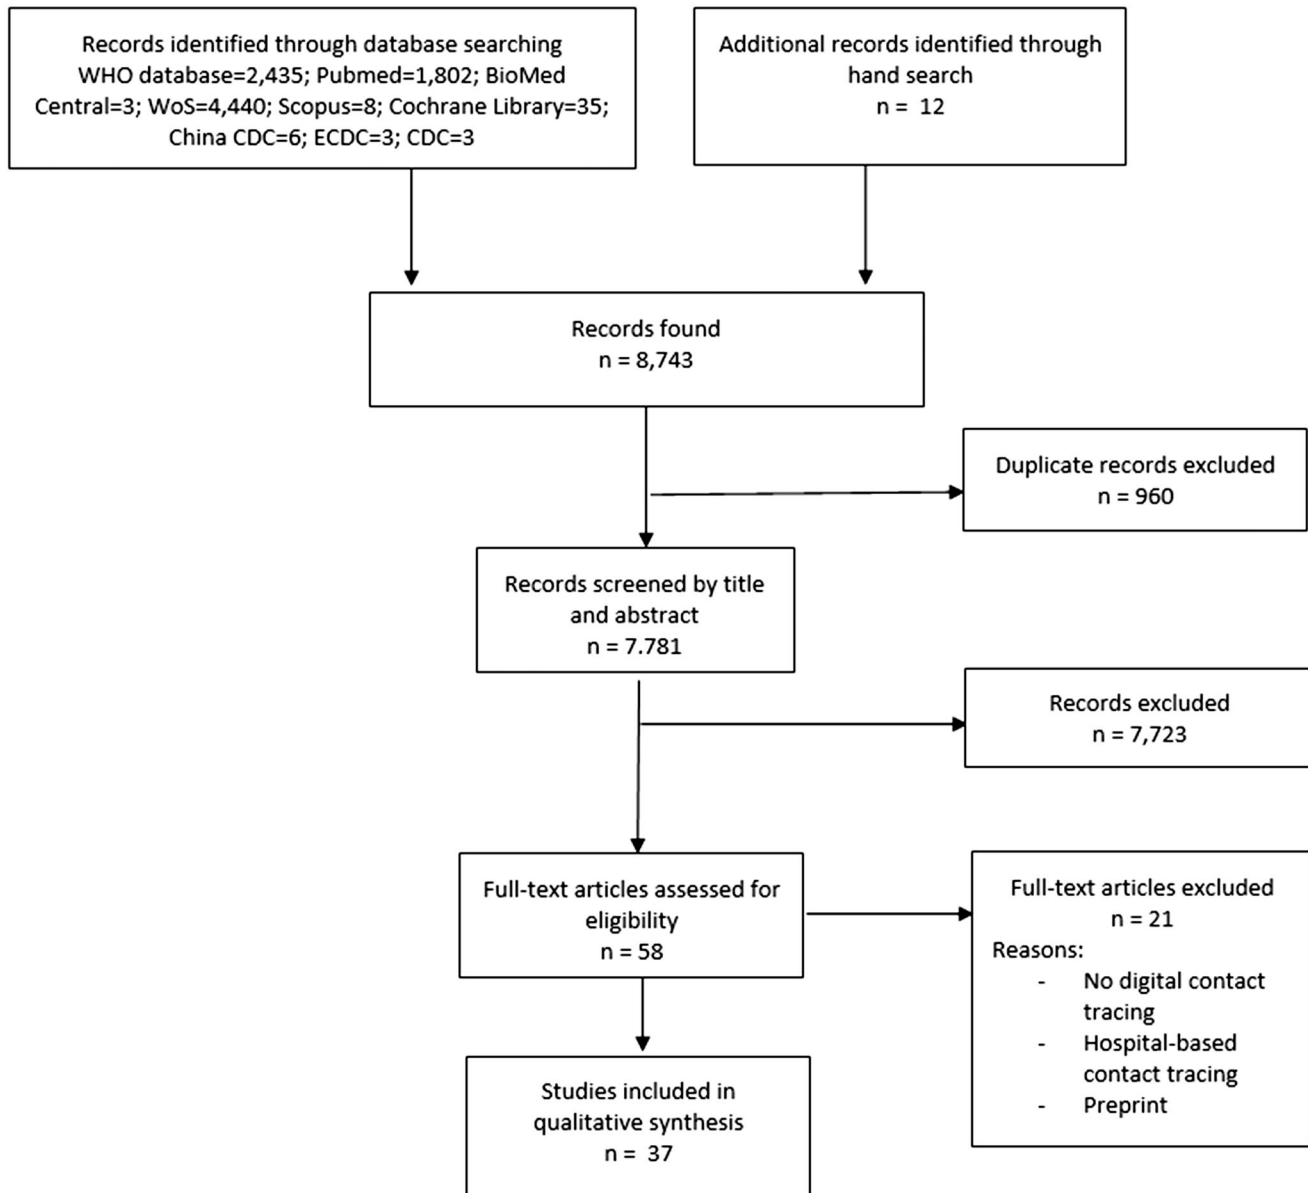 Records identified through database searching
WHO database=2,435; Pubmed=1,802; BioMed
Central=3; WoS=4,440; Scopus=8; Cochrane Library=35;
China CDC=6; ECDC=3; CDC=3
Additional records identified through
hand search
n = 12
Records found
n = 8,743
Duplicate records excluded
n = 960
Records screened by title
and abstract
n = 7.781
Records excluded
n = 7,723
Full-text articles assessed for
eligibility
n = 58
Full-text articles excluded
n = 21
Reasons:
- No digital contact
tracing
- Hospital-based
contact tracing
- Preprint
Studies included in
qualitative synthesis
n = 37